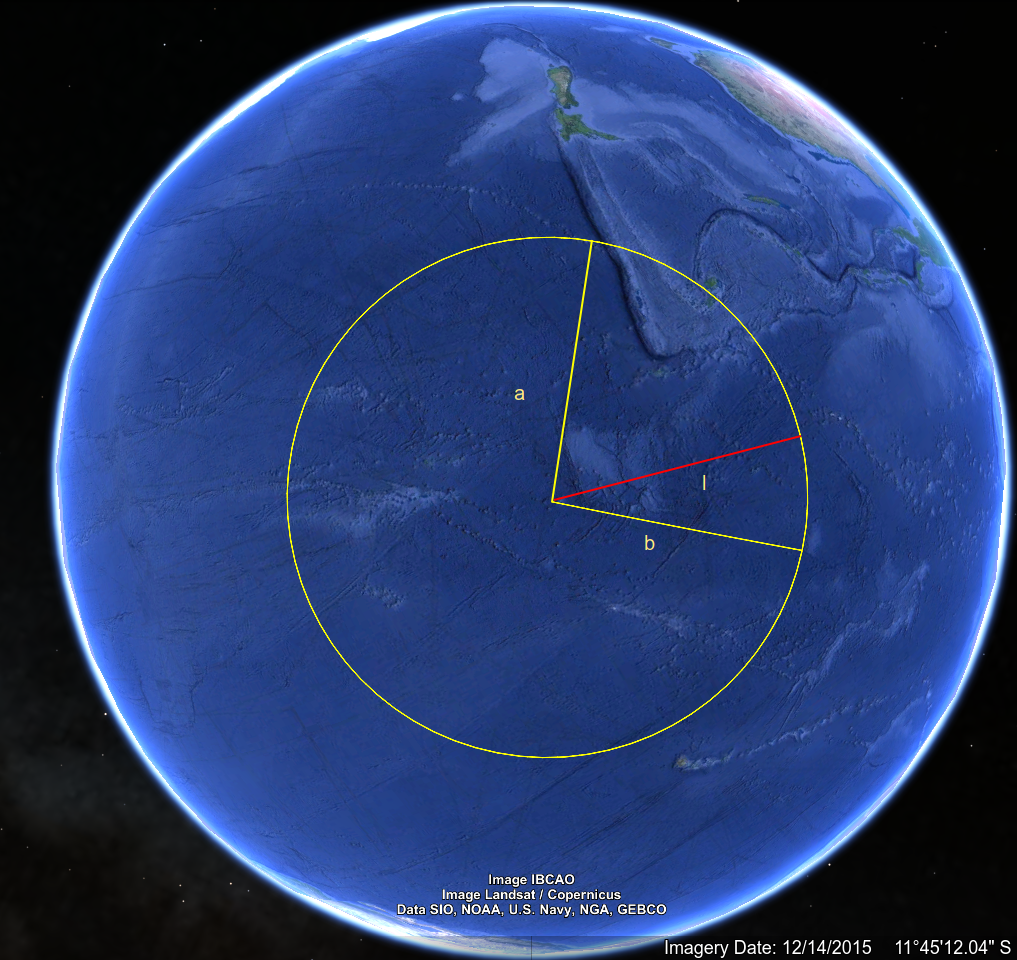 a
l
b
Image IBCAO
Image Landsat / Copernicus
Data SIO, NOAA, U.S. Navy, NGA, GEBCO
Imagery Date: 12/14/2015 11°45'12.04" S